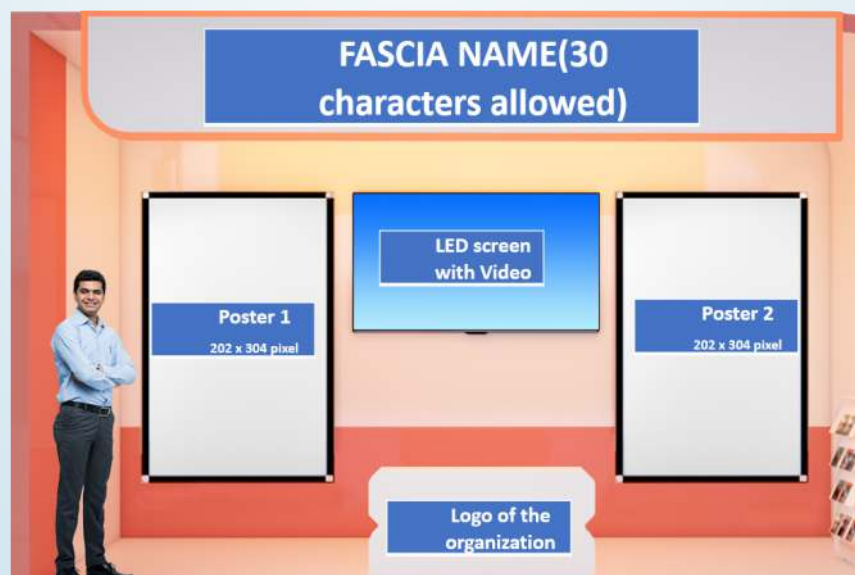 FASCIA NAME(30
characters allowed)
LED screen
with Video
Poster 1
202 x 304 pixel
Poster 2
202 x 304 pixel
Logo of the
organization